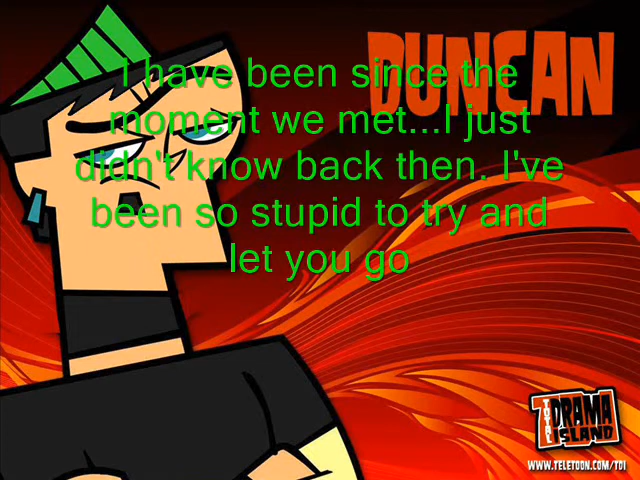 DUNCAN
I have been since the
moment we met...I just
didn't know back then. I've
been so stupid to try and
let you go
TOTAL
DRAMA
ISLAND
WWW.TELETOON.COM/TDI